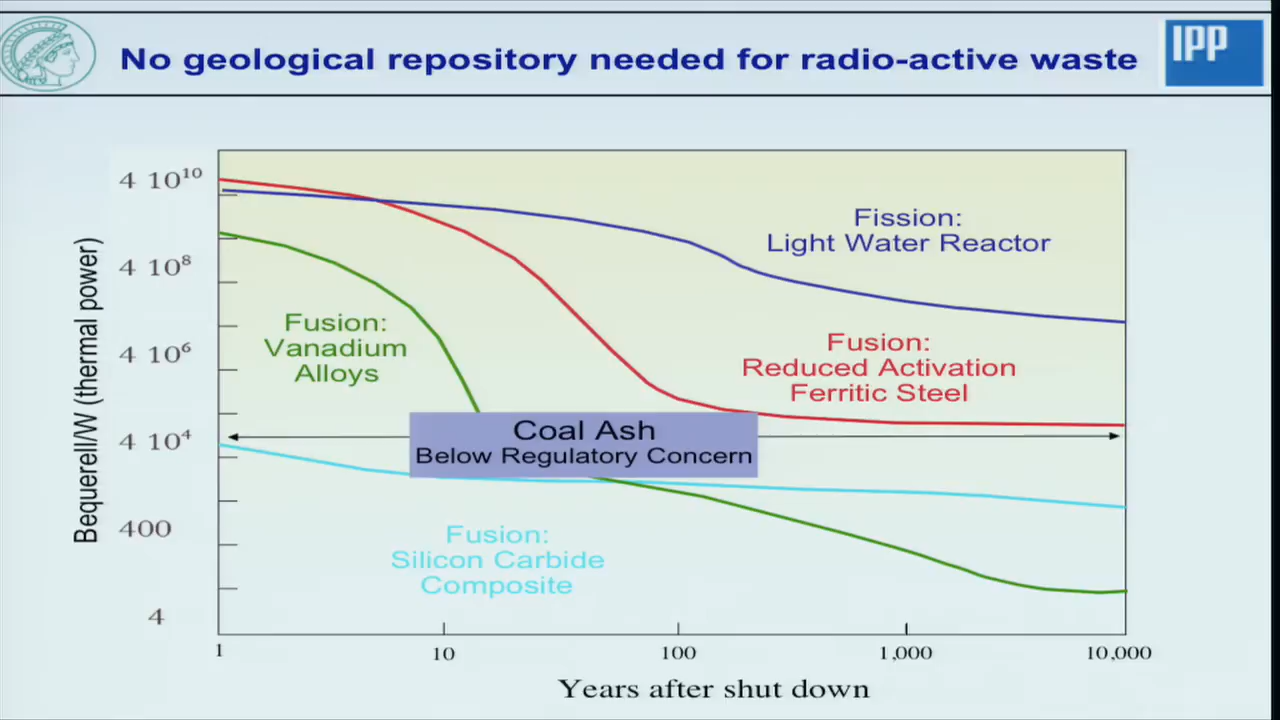 No geological repository needed for radio-active waste
IPP
4 10¹⁰
4 10⁸
4 10⁶
4 10⁴
400
4
Bequerell/W (thermal power)
Fission:
Light Water Reactor
Fusion:
Vanadium
Alloys
Fusion:
Reduced Activation
Ferritic Steel
Coal Ash
Below Regulatory Concern
Fusion:
Silicon Carbide
Composite
1
10
100
1,000
10,000
Years after shut down